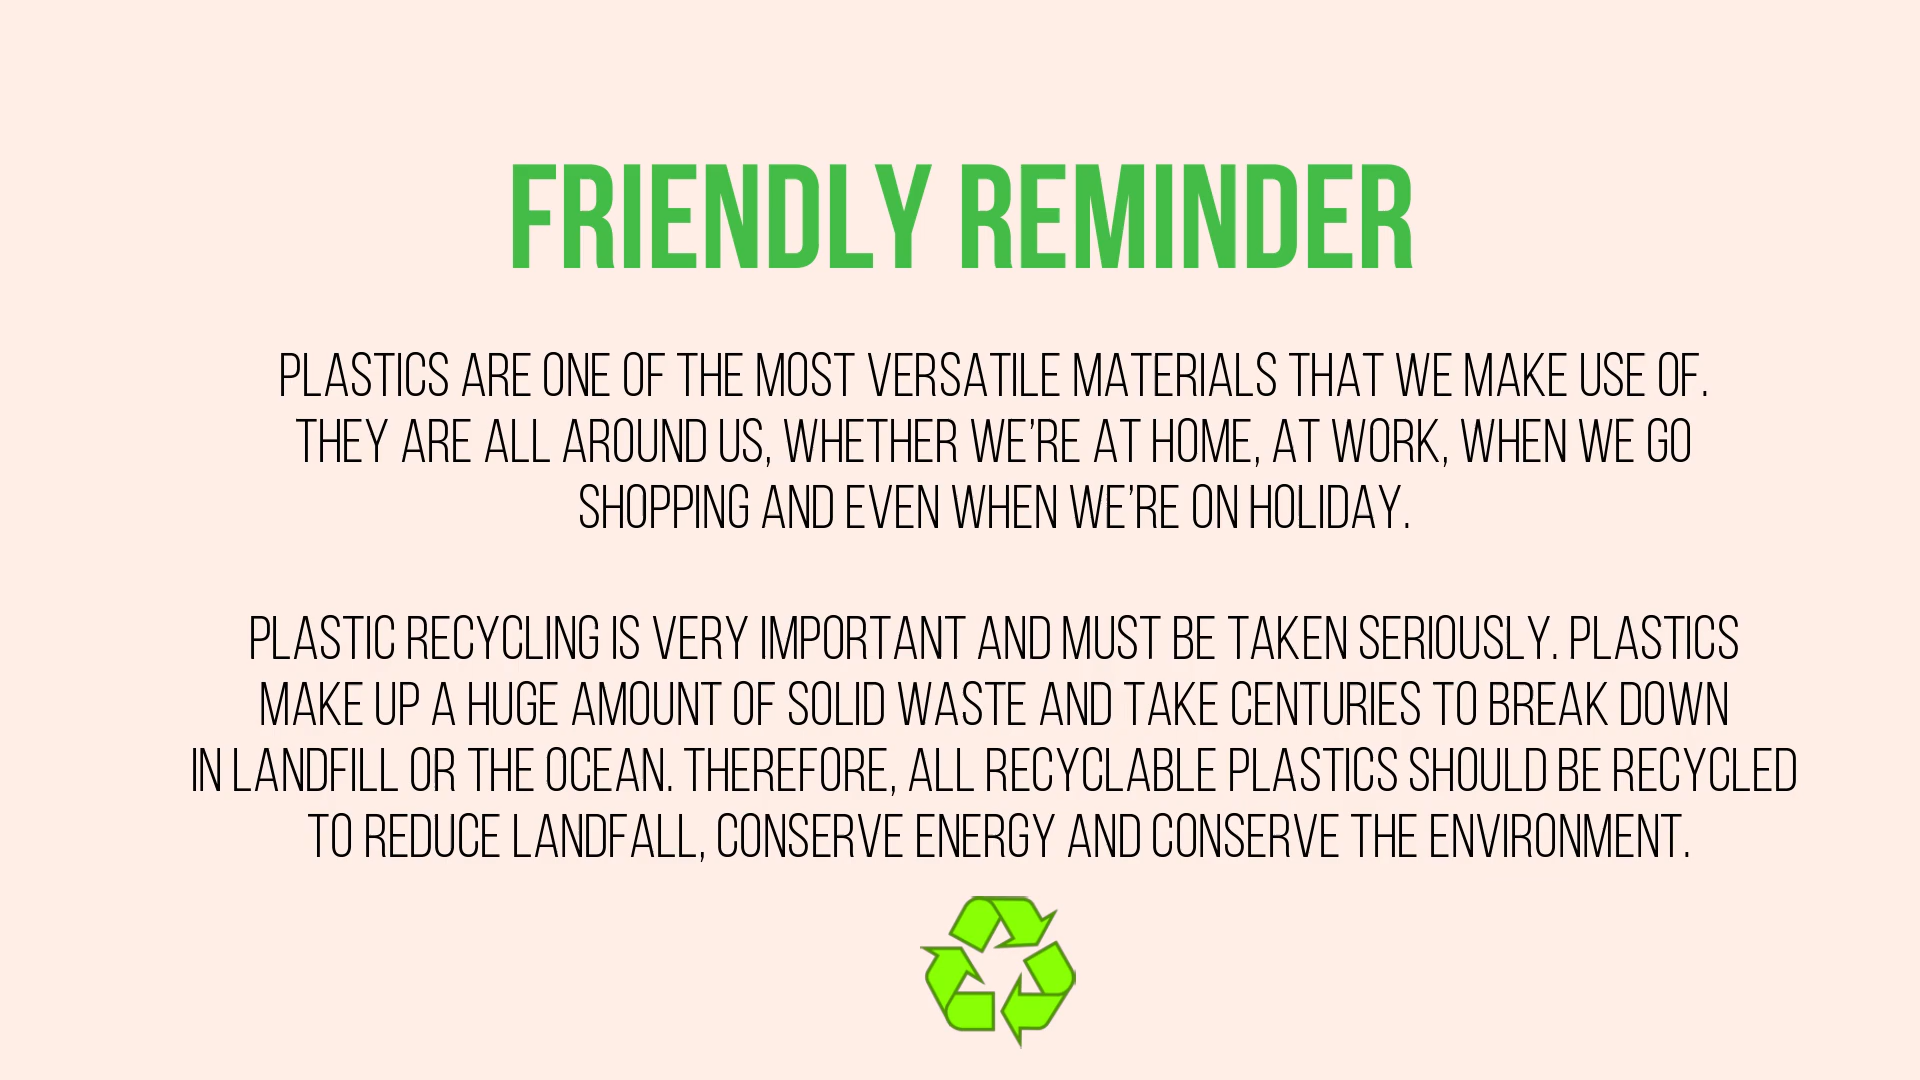 FRIENDLY REMINDER
PLASTICS ARE ONE OF THE MOST VERSATILE MATERIALS THAT WE MAKE USE OF.
THEY ARE ALL AROUND US, WHETHER WE’RE AT HOME, AT WORK, WHEN WE GO
SHOPPING AND EVEN WHEN WE’RE ON HOLIDAY.
PLASTIC RECYCLING IS VERY IMPORTANT AND MUST BE TAKEN SERIOUSLY. PLASTICS
MAKE UP A HUGE AMOUNT OF SOLID WASTE AND TAKE CENTURIES TO BREAK DOWN
IN LANDFILL OR THE OCEAN. THEREFORE, ALL RECYCLABLE PLASTICS SHOULD BE RECYCLED
TO REDUCE LANDFALL, CONSERVE ENERGY AND CONSERVE THE ENVIRONMENT.